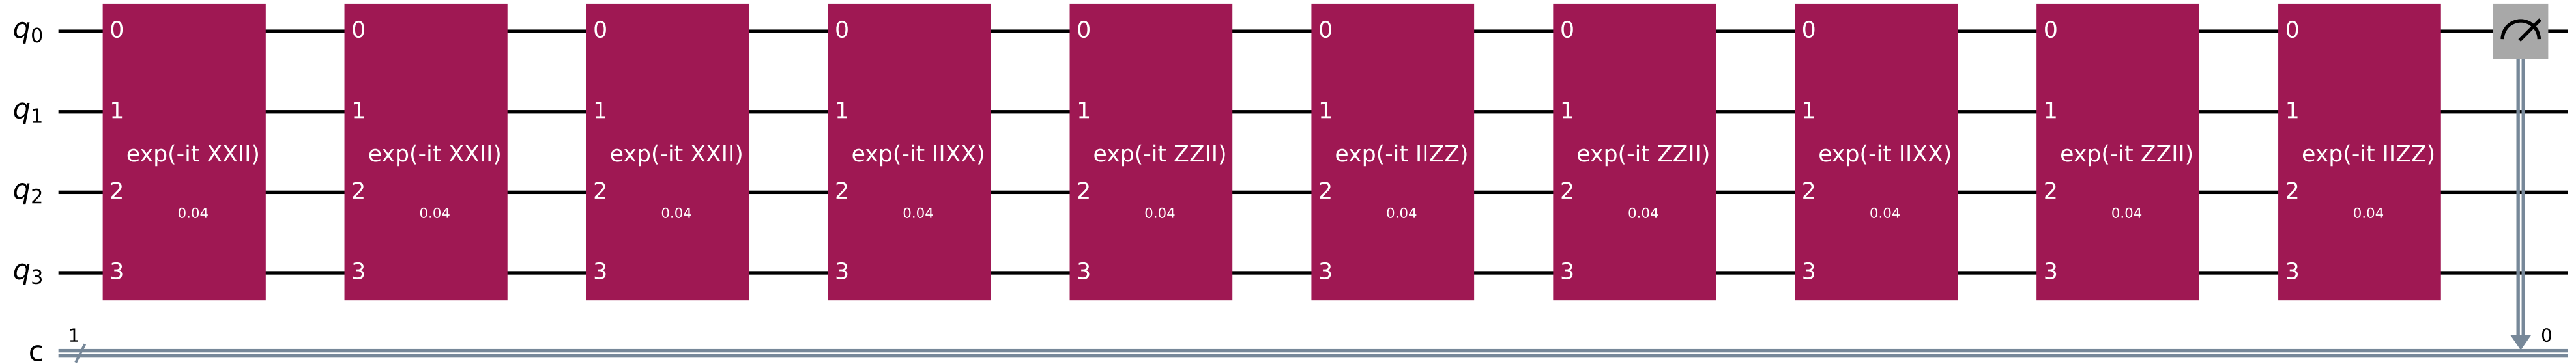 q0 0 0 0 0 0 0 0 0 0 0
q1 1 1 1 1 1 1 1 1 1 1
exp(-it XXII) exp(-it XXII) exp(-it XXII) exp(-it IIXX) exp(-it ZZII) exp(-it IIZZ) exp(-it ZZII) exp(-it IIXX) exp(-it ZZII) exp(-it IIZZ)
q2 2 2 2 2 2 2 2 2 2 2
0.04 0.04 0.04 0.04 0.04 0.04 0.04 0.04 0.04 0.04
q3 3 3 3 3 3 3 3 3 3 3
1 0
c